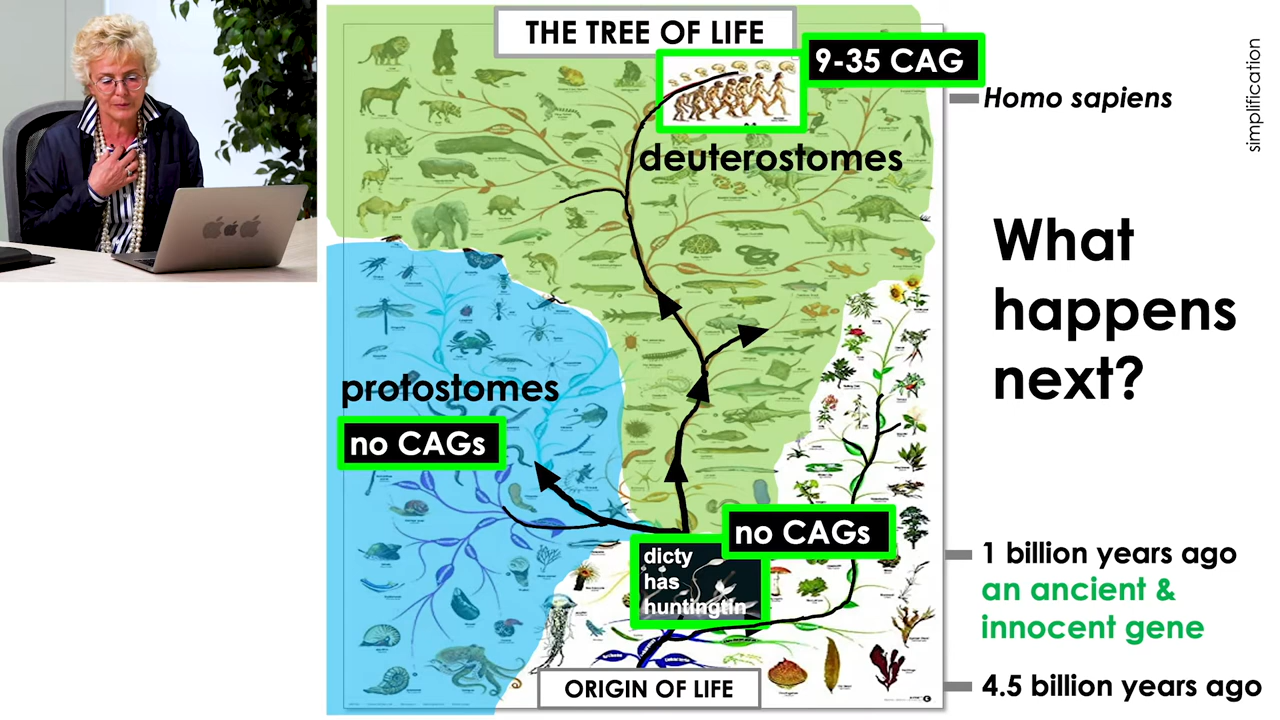 THE TREE OF LIFE
9-35 CAG
Homo sapiens
simplification
deuterostomes
What
happens
next?
protostomes
no CAGs
no CAGs
dicty
has
huntingtin
1 billion years ago
an ancient &
innocent gene
ORIGIN OF LIFE
4.5 billion years ago